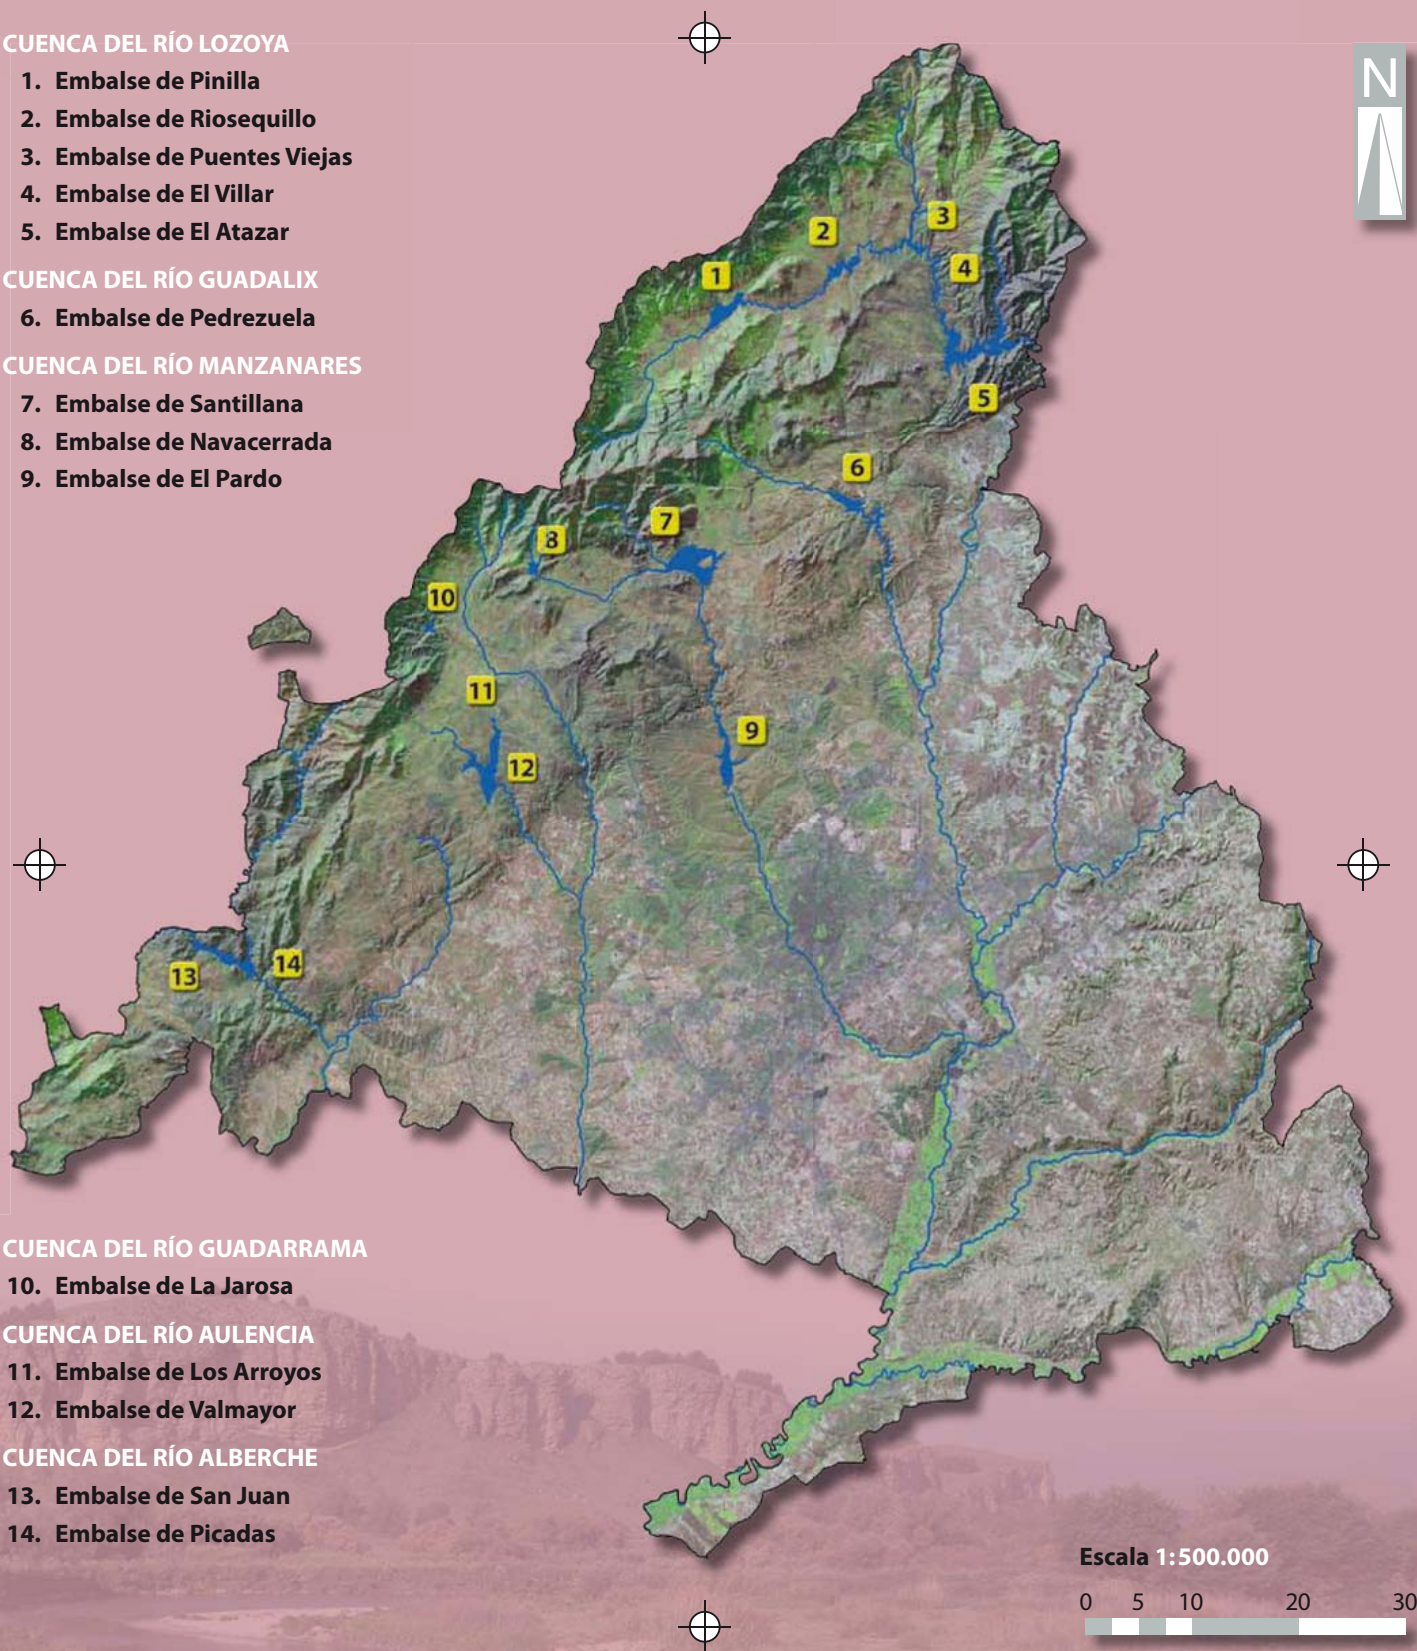 CUENCA DEL RÍO LOZOYA
1. Embalse de Pinilla
2. Embalse de Riosequillo
3. Embalse de Puentes Viejas
4. Embalse de El Villar
5. Embalse de El Atazar
CUENCA DEL RÍO GUADALIX
6. Embalse de Pedrezuela
CUENCA DEL RÍO MANZANARES
7. Embalse de Santillana
8. Embalse de Navacerrada
9. Embalse de El Pardo
N
3
2
4
1
5
6
7
8
10
11
9
12
14
13
CUENCA DEL RÍO GUADARRAMA
10. Embalse de La Jarosa
CUENCA DEL RÍO AULENCIA
11. Embalse de Los Arroyos
12. Embalse de Valmayor
CUENCA DEL RÍO ALBERCHE
13. Embalse de San Juan
14. Embalse de Picadas
Escala 1:500.000
0 5 10 20 30